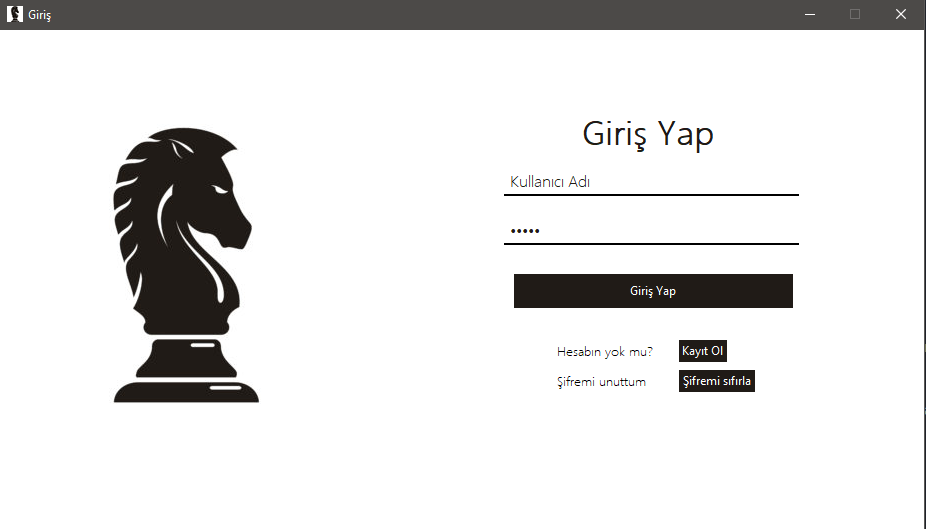 Giriş
Giriş Yap
Kullanıcı Adı
•••••
Giriş Yap
Hesabın yok mu? Kayıt Ol
Şifremi unuttum Şifremi sıfırla